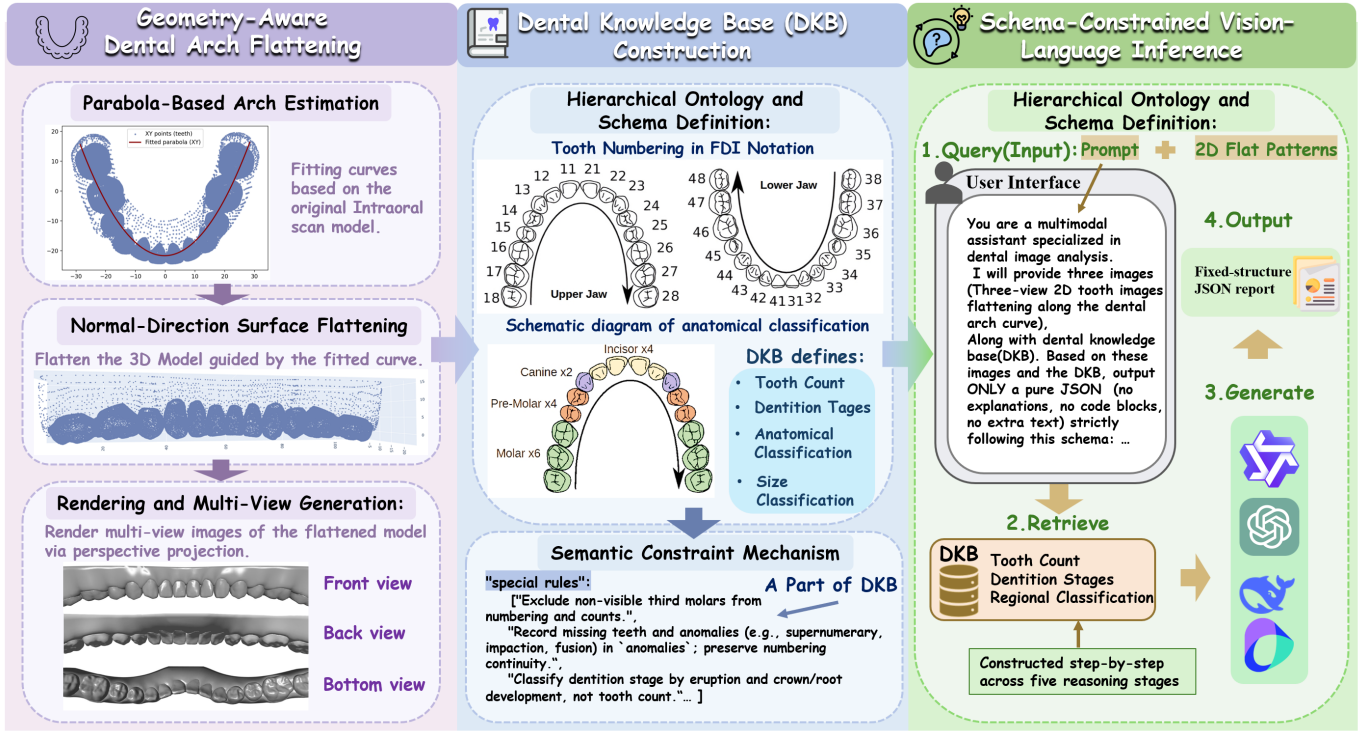 Geometry-Aware
Dental Arch Flattening
Parabola-Based Arch Estimation
XY points (teeth)
Fitted parabola (XY)
20
10
0
−10
−20
−30 −20 −10 0 10 20 30
Fitting curves
based on the
original Intraoral
scan model.
Normal-Direction Surface Flattening
Flatten the 3D Model guided by the fitted curve.
Rendering and Multi-View Generation:
Render multi-view images of the flattened model
via perspective projection.
Front view
Back view
Bottom view
Dental Knowledge Base (DKB)
Construction
Hierarchical Ontology and
Schema Definition:
Tooth Numbering in FDI Notation
18 17 16 15 14 13 12 11 21 22 23 24 25 26 27 28
Upper Jaw
48 47 46 45 44 43 42 41 31 32 33 34 35 36 37 38
Lower Jaw
Schematic diagram of anatomical classification
Incisor x4
Canine x2
Pre-Molar x4
Molar x6
DKB defines:
• Tooth Count
• Dentition Tages
• Anatomical
Classification
• Size
Classification
Semantic Constraint Mechanism
"special rules":
A Part of DKB
["Exclude non-visible third molars from
numbering and counts.",
"Record missing teeth and anomalies (e.g., supernumerary,
impaction, fusion) in `anomalies`; preserve numbering
continuity.“,
"Classify dentition stage by eruption and crown/root
development, not tooth count.“… ]
Schema-Constrained Vision–
Language Inference
Hierarchical Ontology and
Schema Definition:
1.Query(Input): Prompt + 2D Flat Patterns
User Interface
You are a multimodal
assistant specialized in
dental image analysis.
I will provide three images
(Three-view 2D tooth images
flattening along the dental
arch curve),
Along with dental knowledge
base(DKB). Based on these
images and the DKB, output
ONLY a pure JSON (no
explanations, no code blocks,
no extra text) strictly
following this schema: …
2.Retrieve
DKB
Tooth Count
Dentition Stages
Regional Classification
Constructed step-by-step
across five reasoning stages
3.Generate
4.Output
Fixed-structure
JSON report